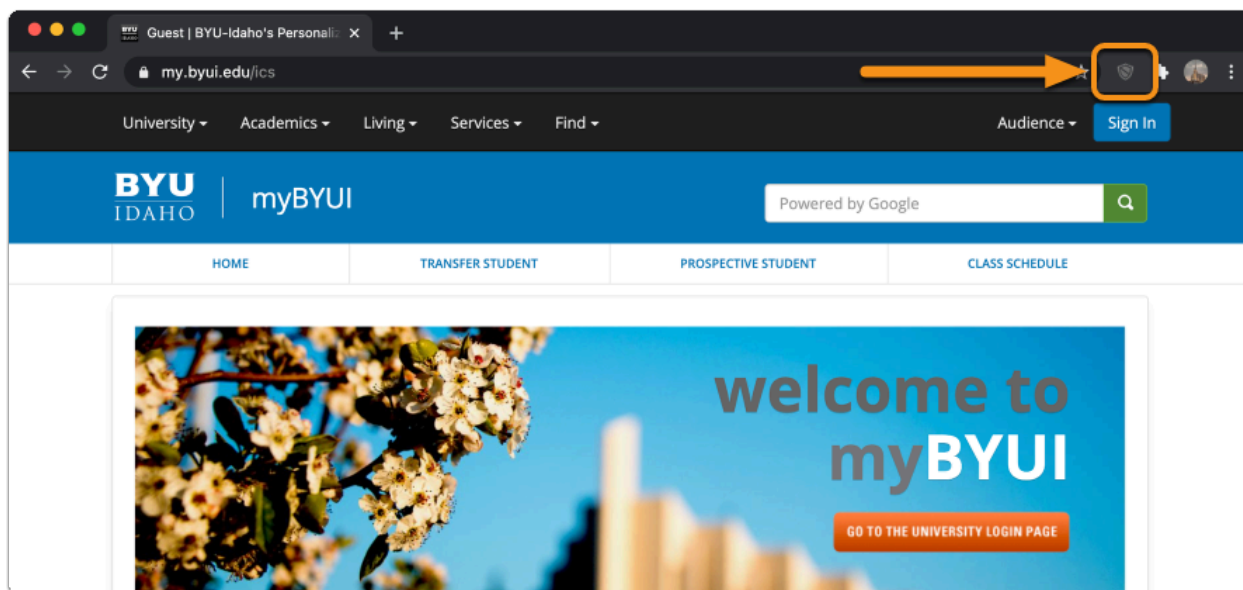 Guest | BYU-Idaho's Personaliz
my.byui.edu/ics
University Academics Living Services Find Audience Sign In
BYU
IDAHO
myBYUI
Powered by Google
HOME TRANSFER STUDENT PROSPECTIVE STUDENT CLASS SCHEDULE
welcome to
myBYUI
GO TO THE UNIVERSITY LOGIN PAGE